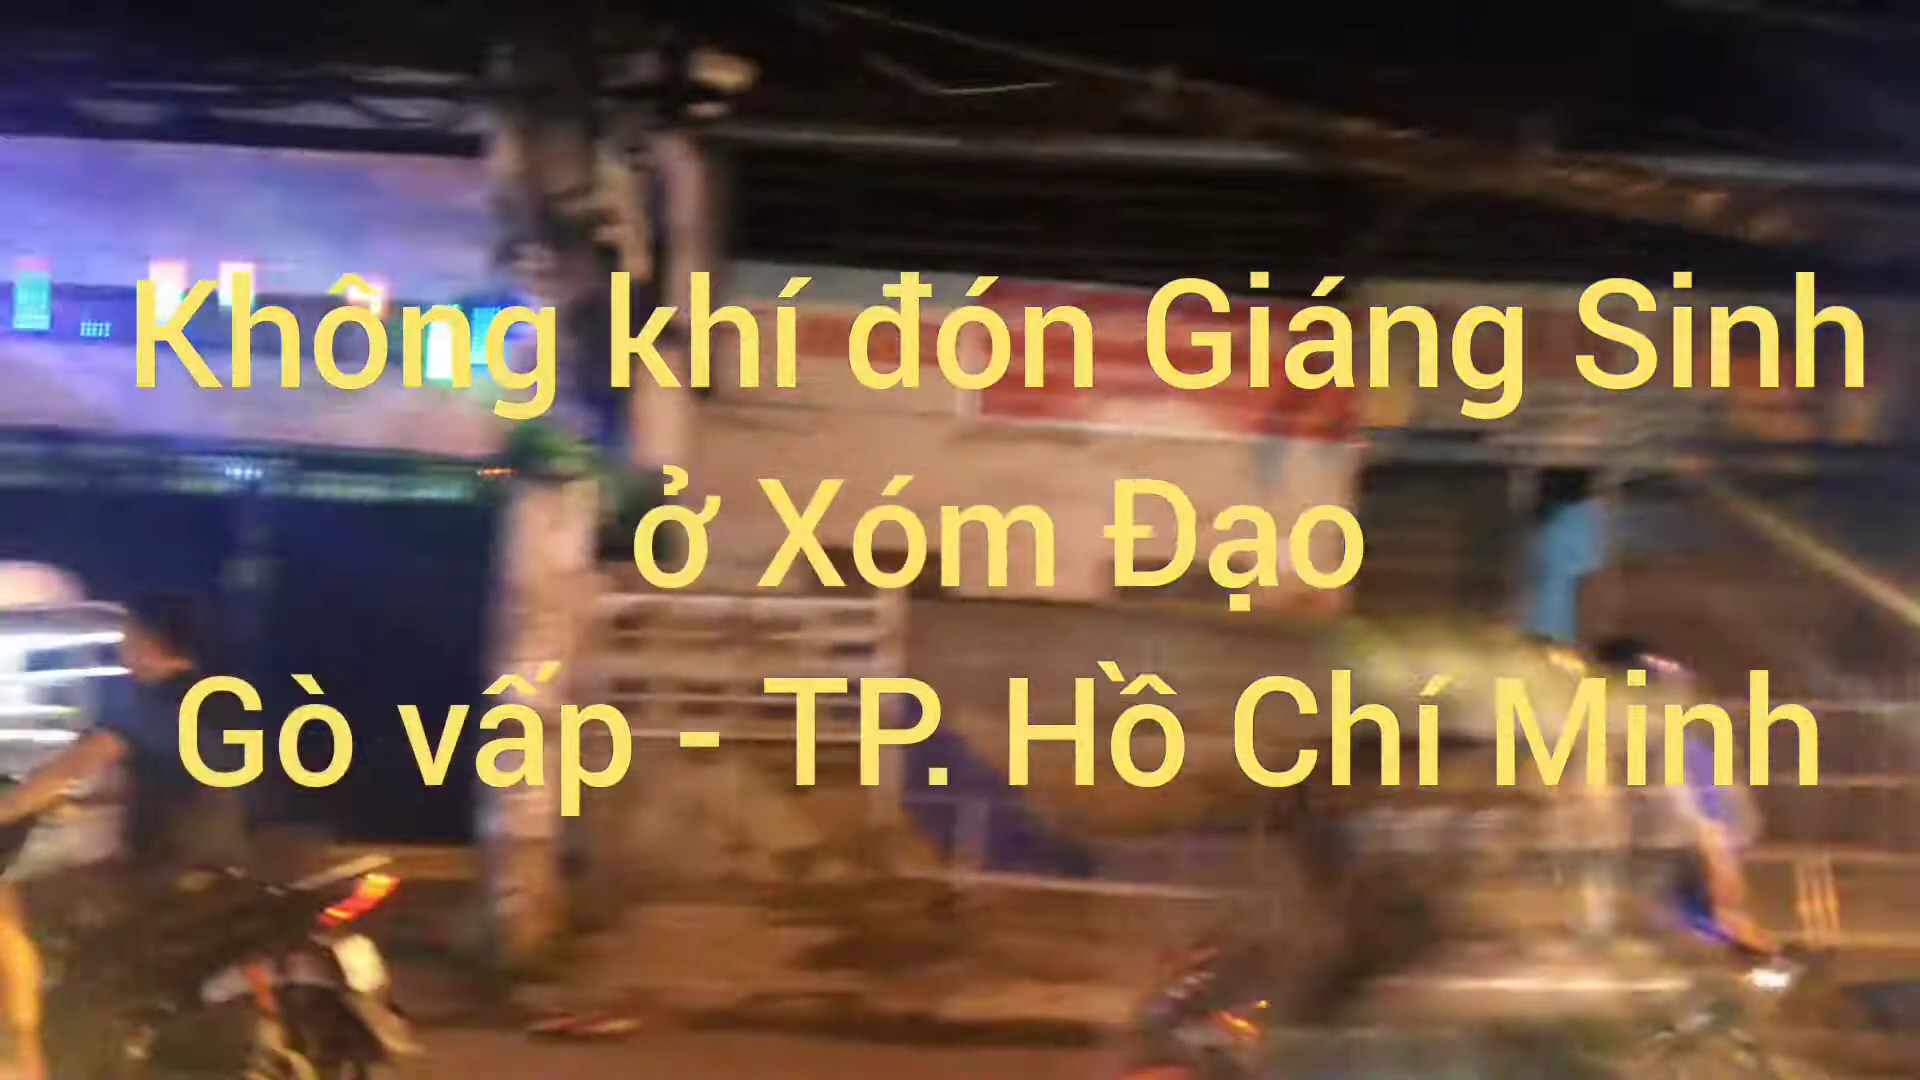 Không khí đón Giáng Sinh
ở Xóm Đạo
Gò vấp - TP. Hồ Chí Minh